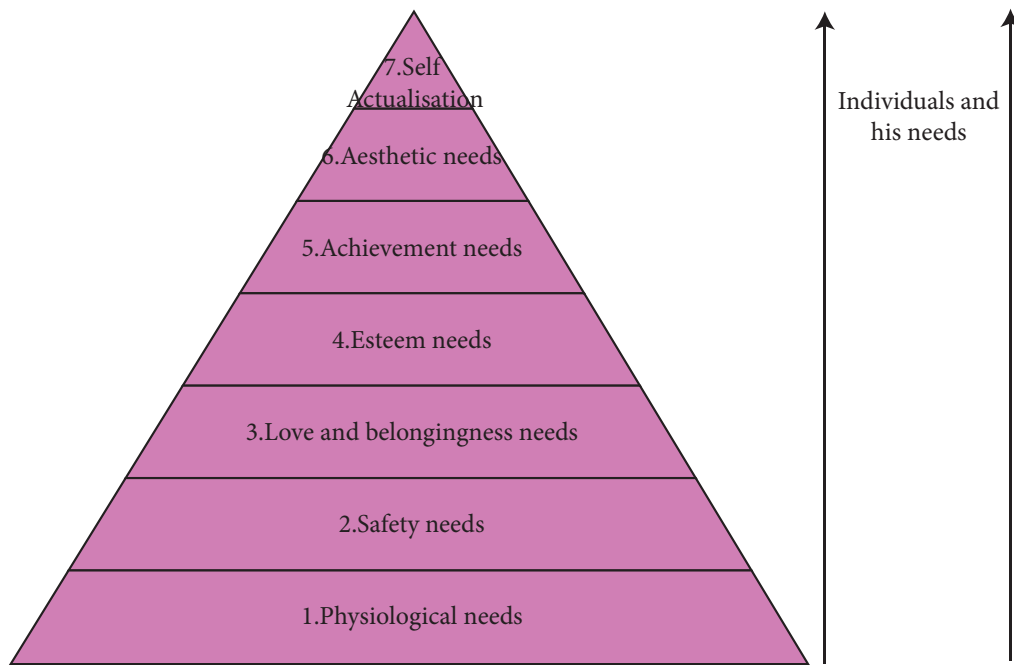 7.Self
Actualisation
6.Aesthetic needs
5.Achievement needs
4.Esteem needs
3.Love and belongingness needs
2.Safety needs
1.Physiological needs
Individuals and
his needs